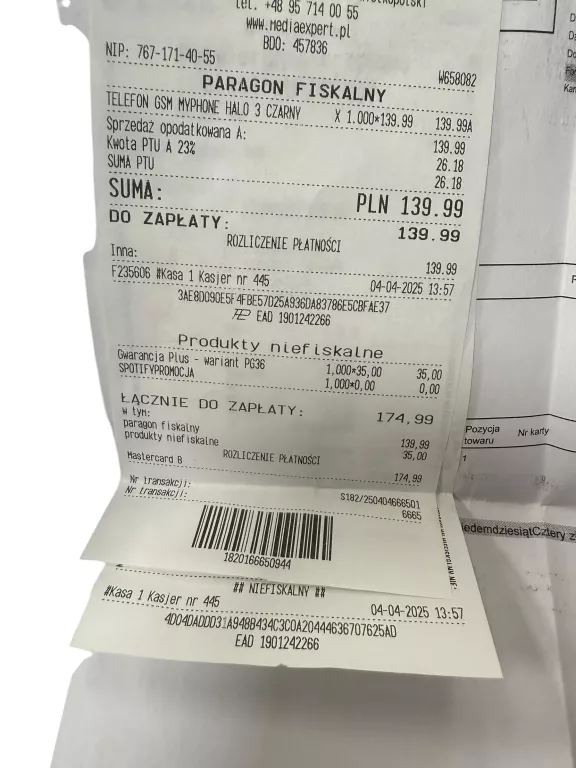 tel. +48 95 714 00 55
www.mediaexpert.pl
BDO: 457836
NIP: 767-171-40-55
W658082
PARAGON FISKALNY
TELEFON GSM MYPHONE HALO 3 CZARNY X 1.000*139.99 139.99A
Sprzedaż opodatkowana A: 139.99
Kwota PTU A 23% 26.18
SUMA PTU 26.18
SUMA: PLN 139.99
DO ZAPŁATY: 139.99
ROZLICZENIE PŁATNOŚCI
Inna: 139.99
F235606 #Kasa 1 Kasjer nr 445 04-04-2025 13:57
3AE8D090E5F4FBE57D25A936DA83786E5CBFAE37
EAD 1901242266
Produkty niefiskalne
Gwarancja Plus - wariant PG36 1,000*35,00 35,00
SPOTIFYPROMOCJA 1,000*0,00 0,00
ŁĄCZNIE DO ZAPŁATY: 174,99
w tym:
paragon fiskalny 139,99
produkty niefiskalne 35,00
ROZLICZENIE PŁATNOŚCI
Mastercard B 174,99
Nr transakcji: S182/250404666501
Nr transakcji: 6665
1820166650944
## NIEFISKALNY ##
#Kasa 1 Kasjer nr 445 04-04-2025 13:57
4D04DADDD31A948B434C3C0A20444636707625AD
EAD 1901242266
Pozycja
towaru
Nr karty
1
edemdziesiątCztery z